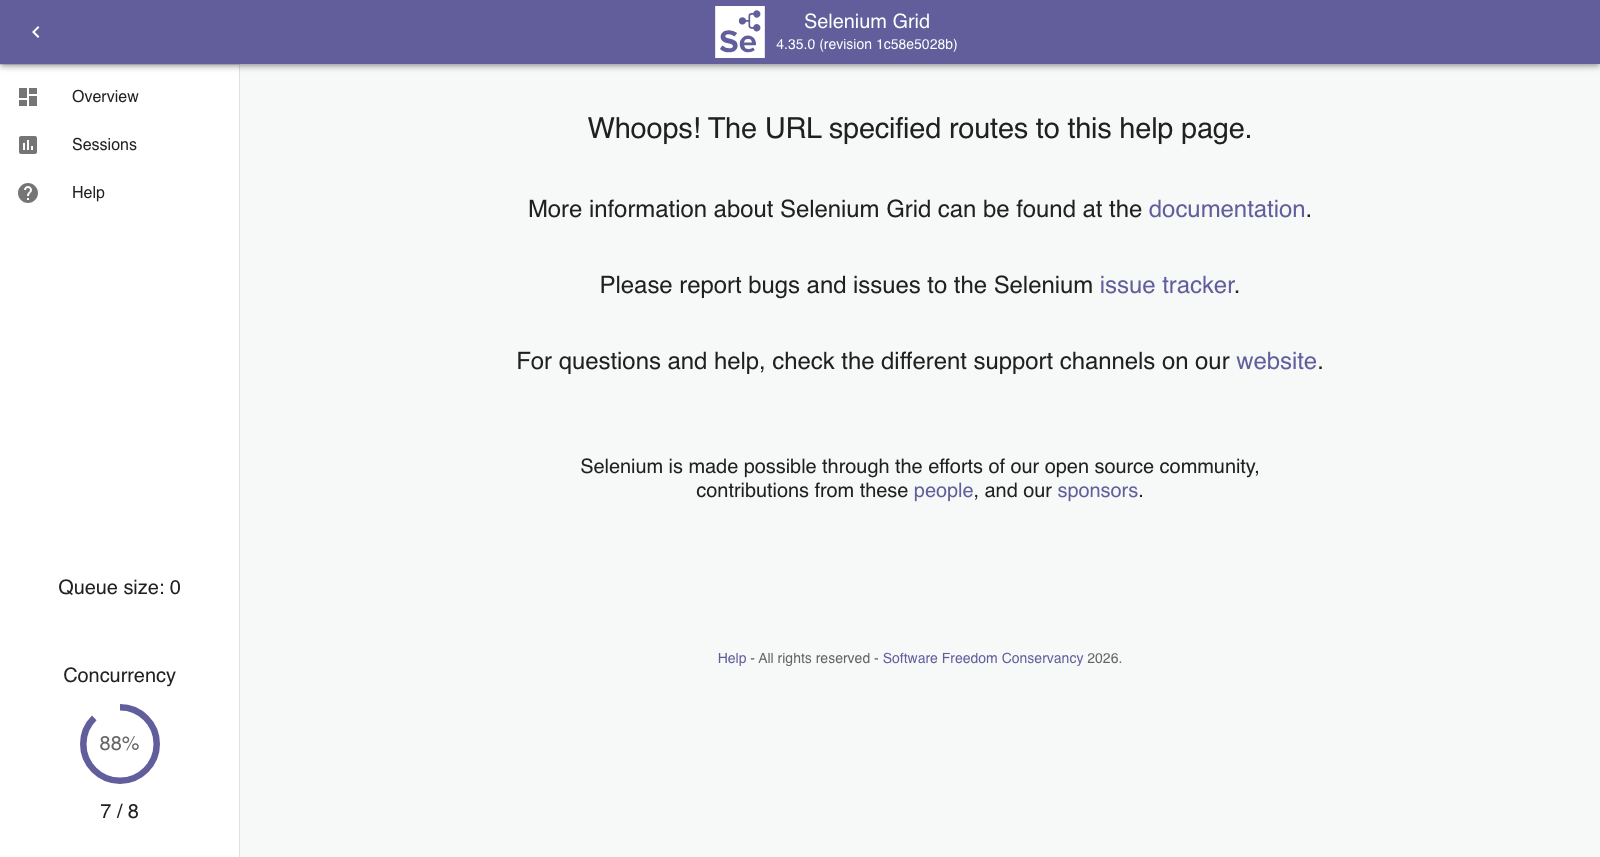 Se
Selenium Grid
4.35.0 (revision 1c58e5028b)
Overview
Sessions
Help
Whoops! The URL specified routes to this help page.
More information about Selenium Grid can be found at the documentation.
Please report bugs and issues to the Selenium issue tracker.
For questions and help, check the different support channels on our website.
Selenium is made possible through the efforts of our open source community,
contributions from these people, and our sponsors.
Help - All rights reserved - Software Freedom Conservancy 2026.
Queue size: 0
Concurrency
88%
7 / 8